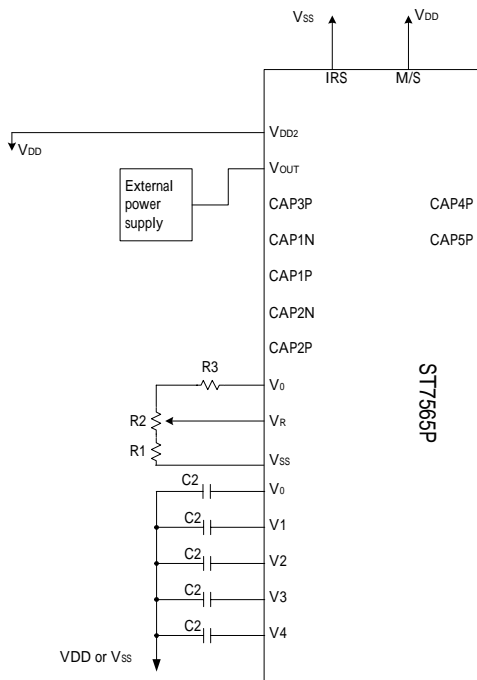 VSS
VDD
IRS
M/S
VDD2
VDD
VOUT
External
power
supply
CAP3P
CAP4P
CAP1N
CAP5P
CAP1P
CAP2N
CAP2P
ST7565P
R3
V0
R2
VR
R1
VSS
C2
V0
C2
V1
C2
V2
C2
V3
C2
V4
VDD or VSS